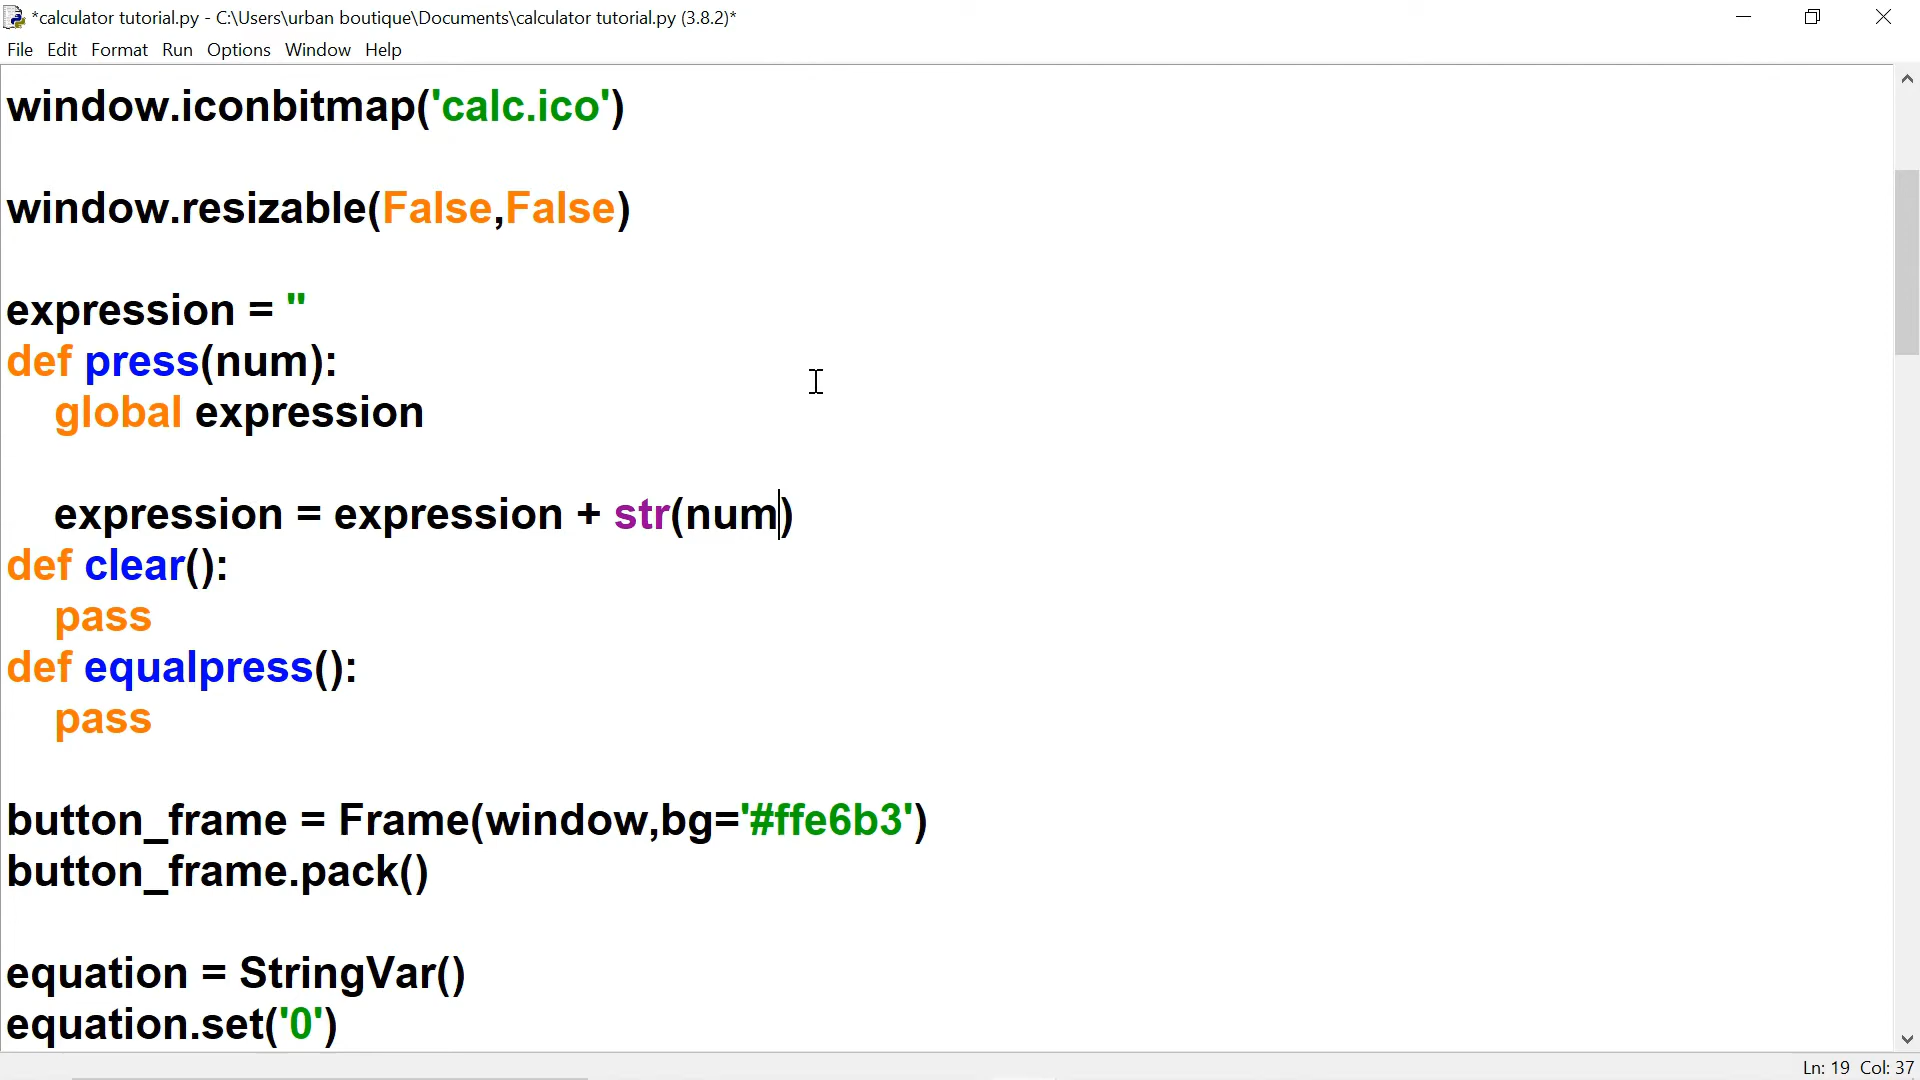 *calculator tutorial.py - C:\Users\urban boutique\Documents\calculator tutorial.py (3.8.2)*
File Edit Format Run Options Window Help
window.iconbitmap('calc.ico')
window.resizable(False,False)
expression = ''
def press(num):
global expression
expression = expression + str(num)
def clear():
pass
def equalpress():
pass
button_frame = Frame(window,bg='#ffe6b3')
button_frame.pack()
equation = StringVar()
equation.set('0')
Ln: 19 Col: 37